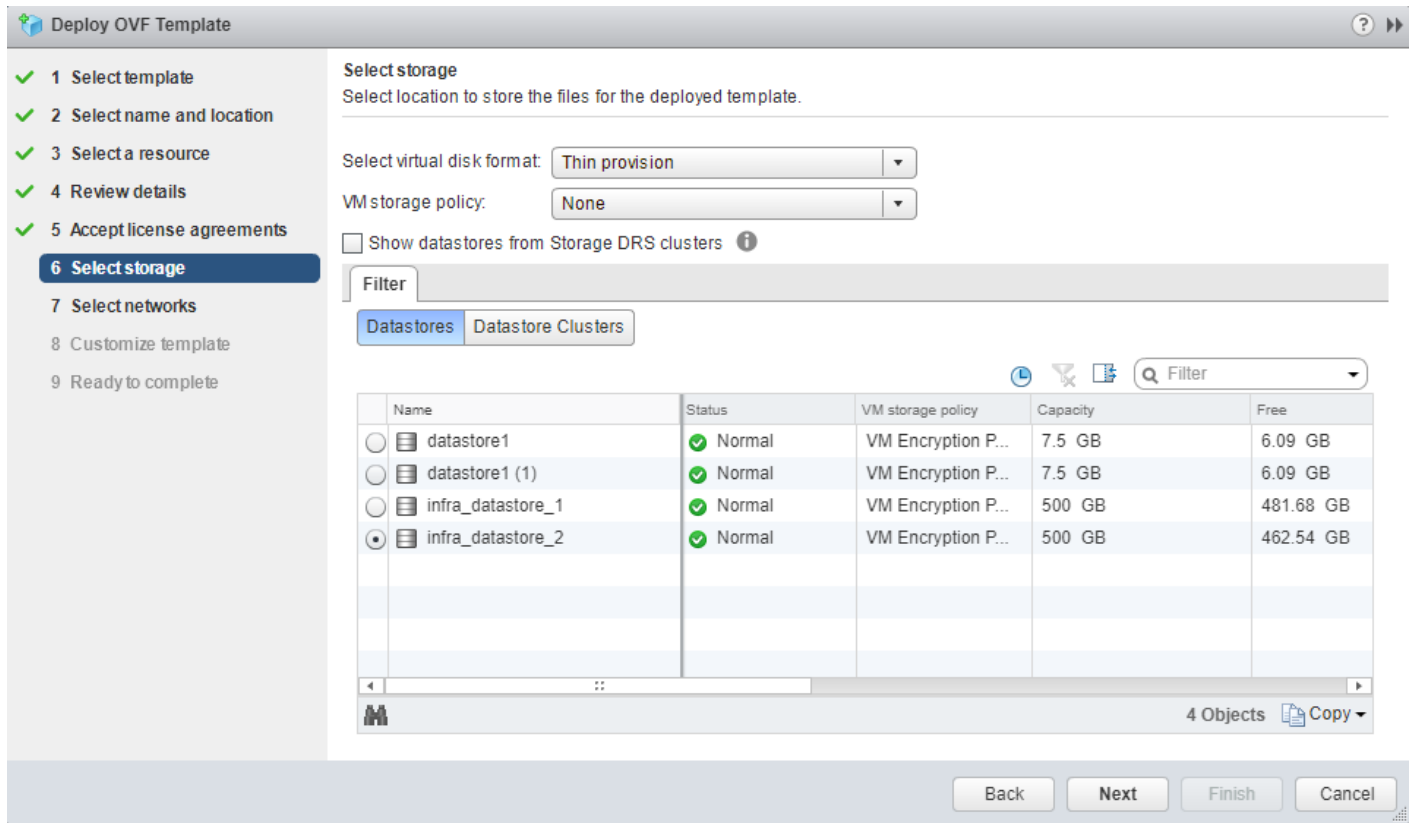 Deploy OVF Template
1 Select template
2 Select name and location
3 Select a resource
4 Review details
5 Accept license agreements
6 Select storage
7 Select networks
8 Customize template
9 Ready to complete
Select storage
Select location to store the files for the deployed template.
Select virtual disk format: Thin provision
VM storage policy: None
Show datastores from Storage DRS clusters
Filter
Datastores Datastore Clusters
Filter
Name Status VM storage policy Capacity Free
datastore1 Normal VM Encryption P... 7.5 GB 6.09 GB
datastore1 (1) Normal VM Encryption P... 7.5 GB 6.09 GB
infra_datastore_1 Normal VM Encryption P... 500 GB 481.68 GB
infra_datastore_2 Normal VM Encryption P... 500 GB 462.54 GB
4 Objects Copy
Back Next Finish Cancel